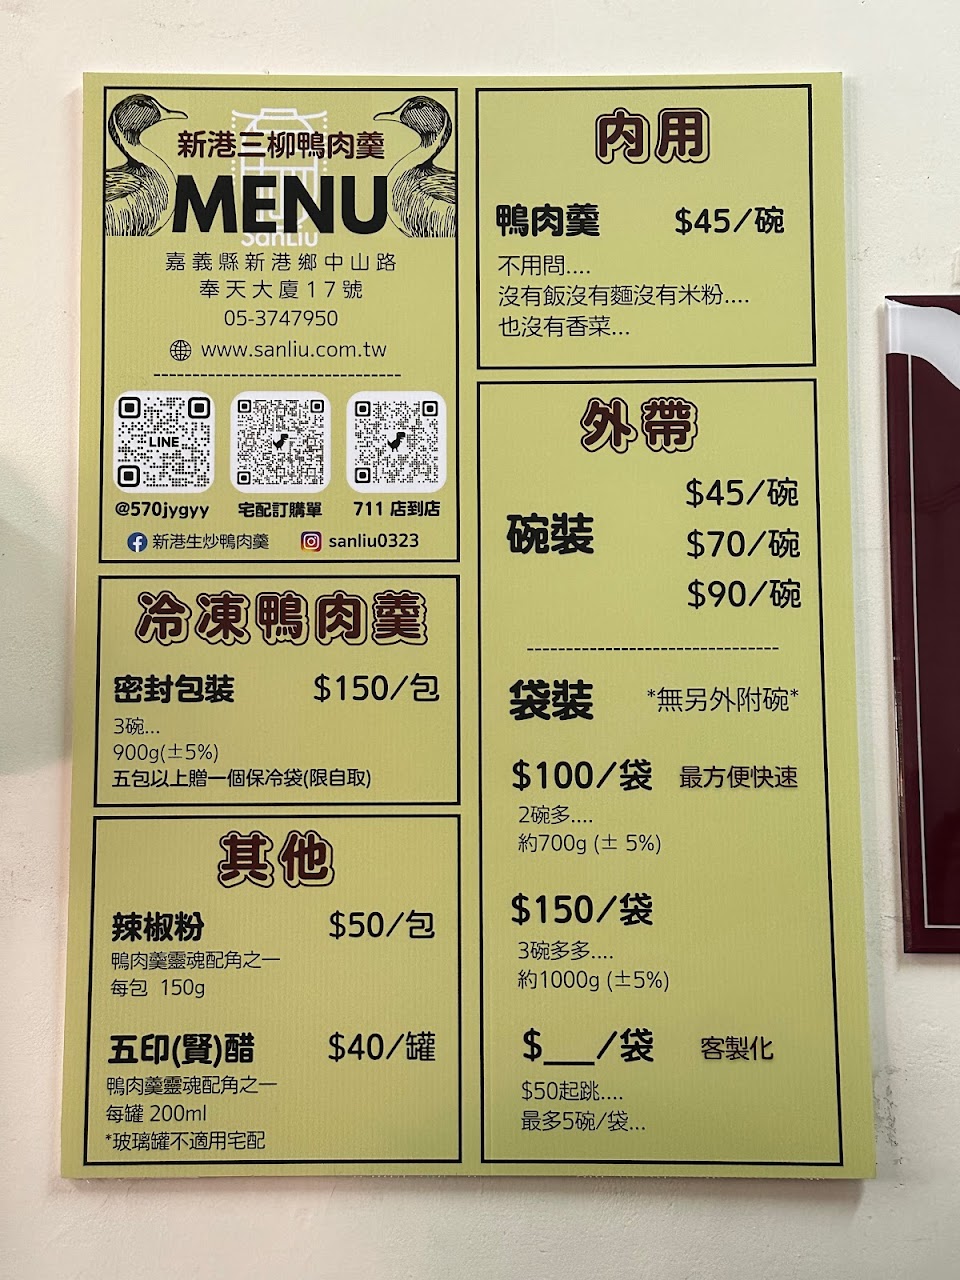 新港三柳鴨肉羹
MENU
SanLiu
嘉義縣新港鄉中山路
奉天大廈17號
05-3747950
www.sanliu.com.tw
LINE
@570jygyy
宅配訂購單
711 店到店
新港生炒鴨肉羹
sanliu0323
冷凍鴨肉羹
密封包裝 $150/包
3碗...
900g(±5%)
五包以上贈一個保冷袋(限自取)
其他
辣椒粉 $50/包
鴨肉羹靈魂配角之一
每包 150g
五印(賢)醋 $40/罐
鴨肉羹靈魂配角之一
每罐 200ml
*玻璃罐不適用宅配
內用
鴨肉羹 $45/碗
不用問....
沒有飯沒有麵沒有米粉....
也沒有香菜...
外帶
碗裝
$45/碗
$70/碗
$90/碗
袋裝 *無另外附碗*
$100/袋 最方便快速
2碗多....
約700g (± 5%)
$150/袋
3碗多多....
約1000g (±5%)
$__/袋 客製化
$50起跳....
最多5碗/袋...